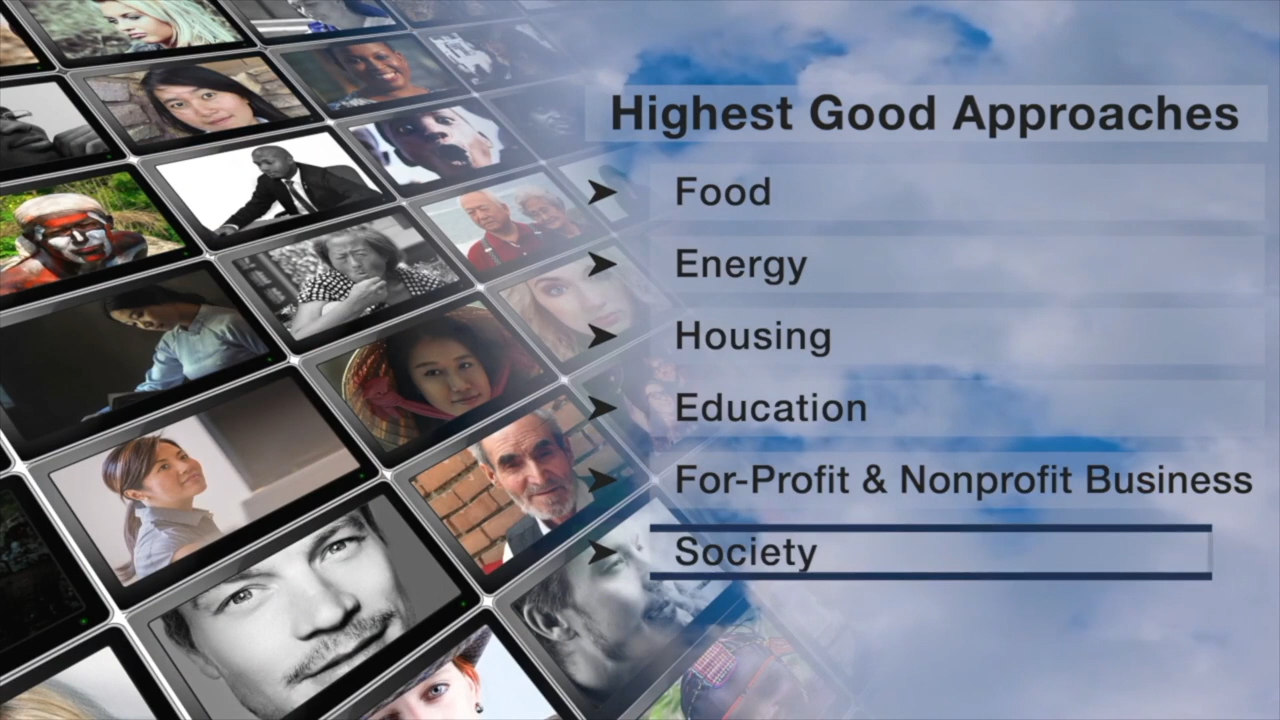 Highest Good Approaches
Food
Energy
Housing
Education
For-Profit & Nonprofit Business
Society